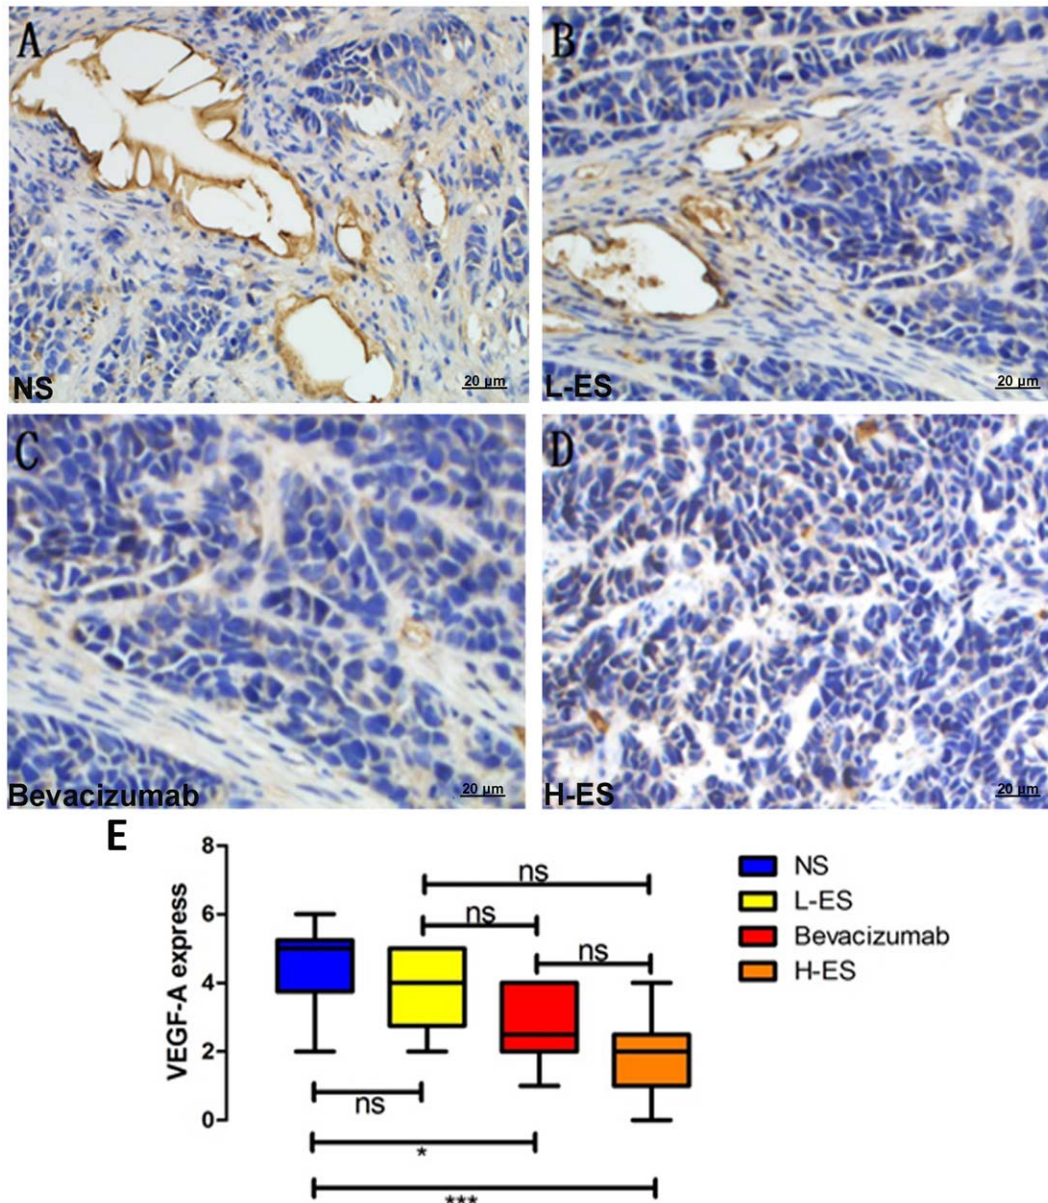 A
B
NS
20 µm
L-ES
20 µm
C
D
Bevacizumab
20 µm
H-ES
20 µm
E
8
6
4
2
0
VEGF-A express
ns
ns
ns
ns
*
***
NS
L-ES
Bevacizumab
H-ES